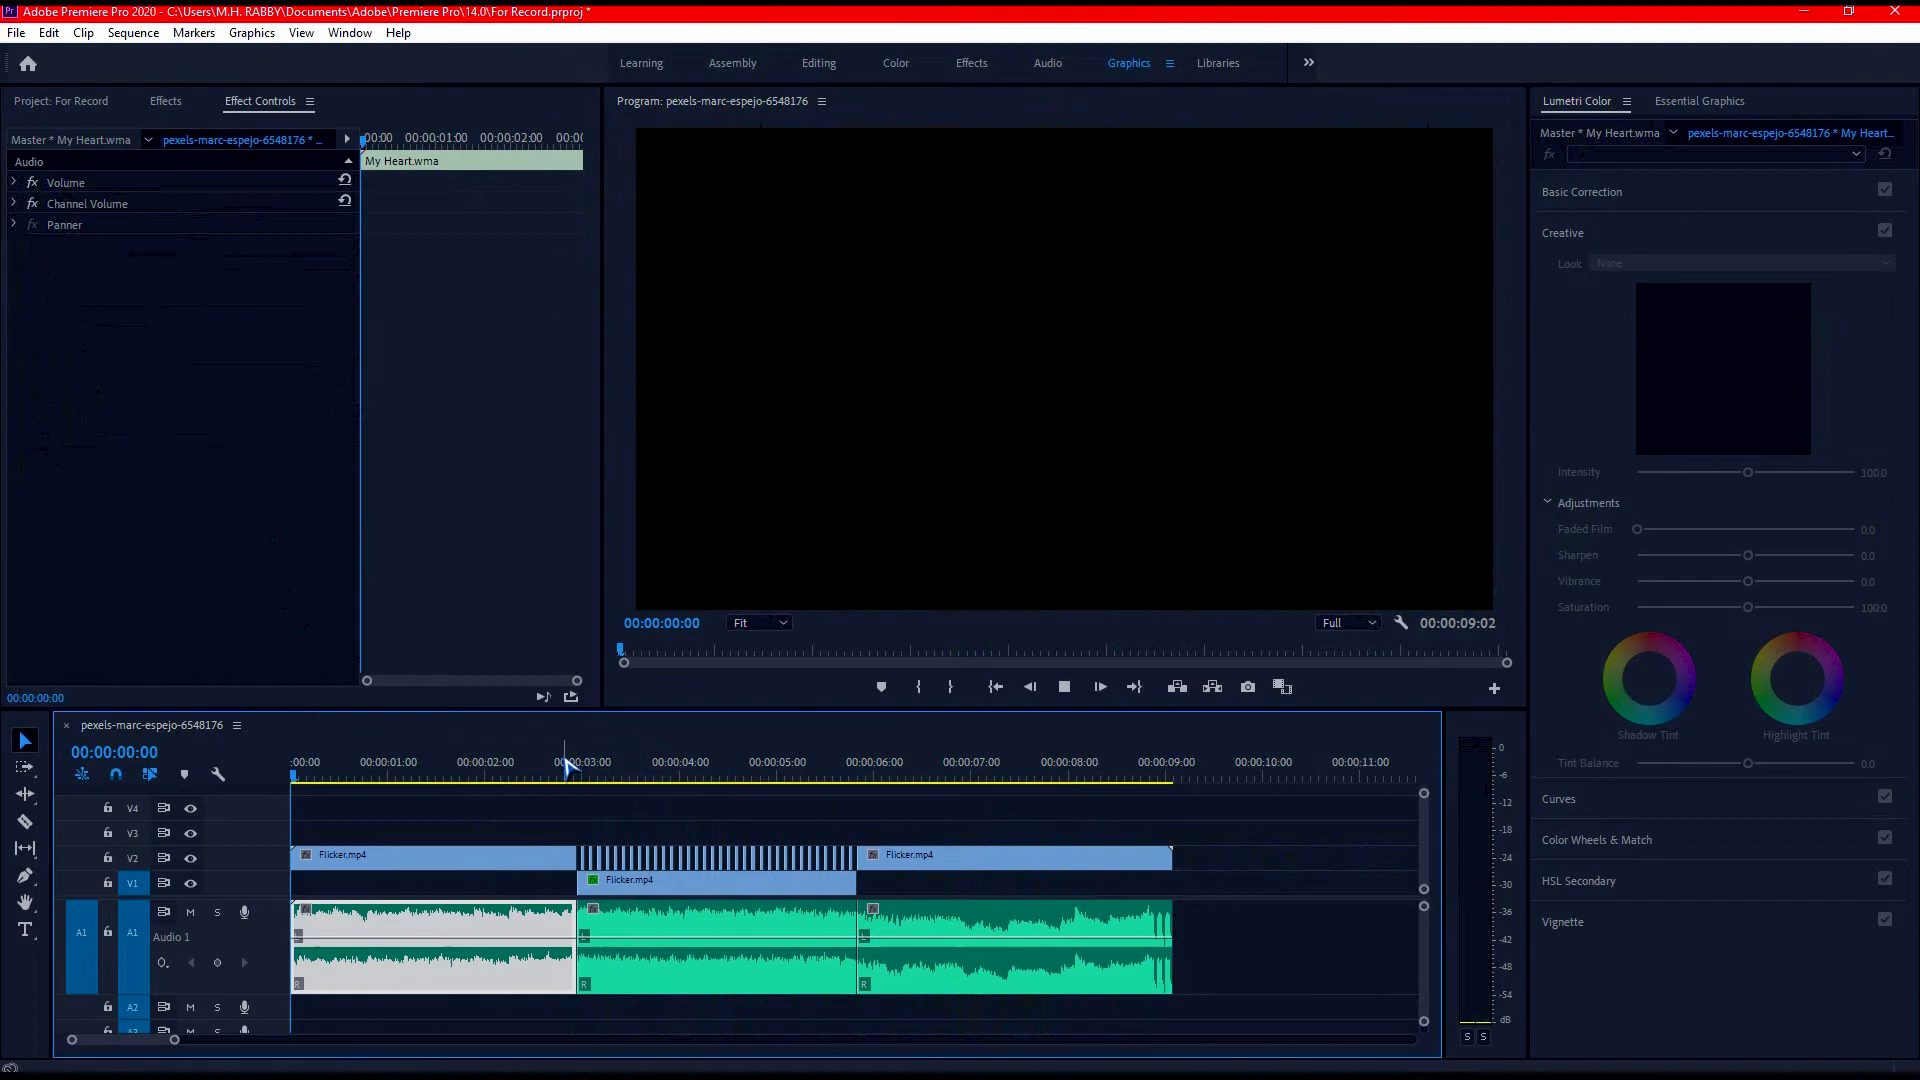 Pr Adobe Premiere Pro 2020 - C:\Users\M.H. RABBY\Documents\Adobe\Premiere Pro\14.0\For Record.prproj *
File Edit Clip Sequence Markers Graphics View Window Help
Learning Assembly Editing Color Effects Audio Graphics Libraries
Project: For Record Effects Effect Controls
Program: pexels-marc-espejo-6548176
Lumetri Color Essential Graphics
Master * My Heart.wma pexels-marc-espejo-6548176 * ...
:00:00 00:00:01:00 00:00:02:00 00:0
Master * My Heart.wma pexels-marc-espejo-6548176 * My Heart...
Audio
My Heart.wma
fx
fx Volume
fx Channel Volume
fx Panner
Basic Correction
Creative
Look None
Intensity 100.0
Adjustments
Faded Film 0.0
Sharpen 0.0
Vibrance 0.0
Saturation 100.0
Shadow Tint Highlight Tint
Tint Balance 0.0
Curves
Color Wheels & Match
HSL Secondary
Vignette
00:00:00:00 Fit Full 00:00:09:02
00:00:00:00
pexels-marc-espejo-6548176
00:00:00:00
:00:00 00:00:01:00 00:00:02:00 00:00:03:00 00:00:04:00 00:00:05:00 00:00:06:00 00:00:07:00 00:00:08:00 00:00:09:00 00:00:10:00 00:00:11:00
V4
V3
V2 fx Flicker.mp4 fx Flicker.mp4
V1 fx Flicker.mp4
A1 A1 M S
Audio 1
L L L
R R R
A2 M S
A3 M S
0
-6
-12
-18
-24
-30
-36
-42
-48
-54
dB
S S